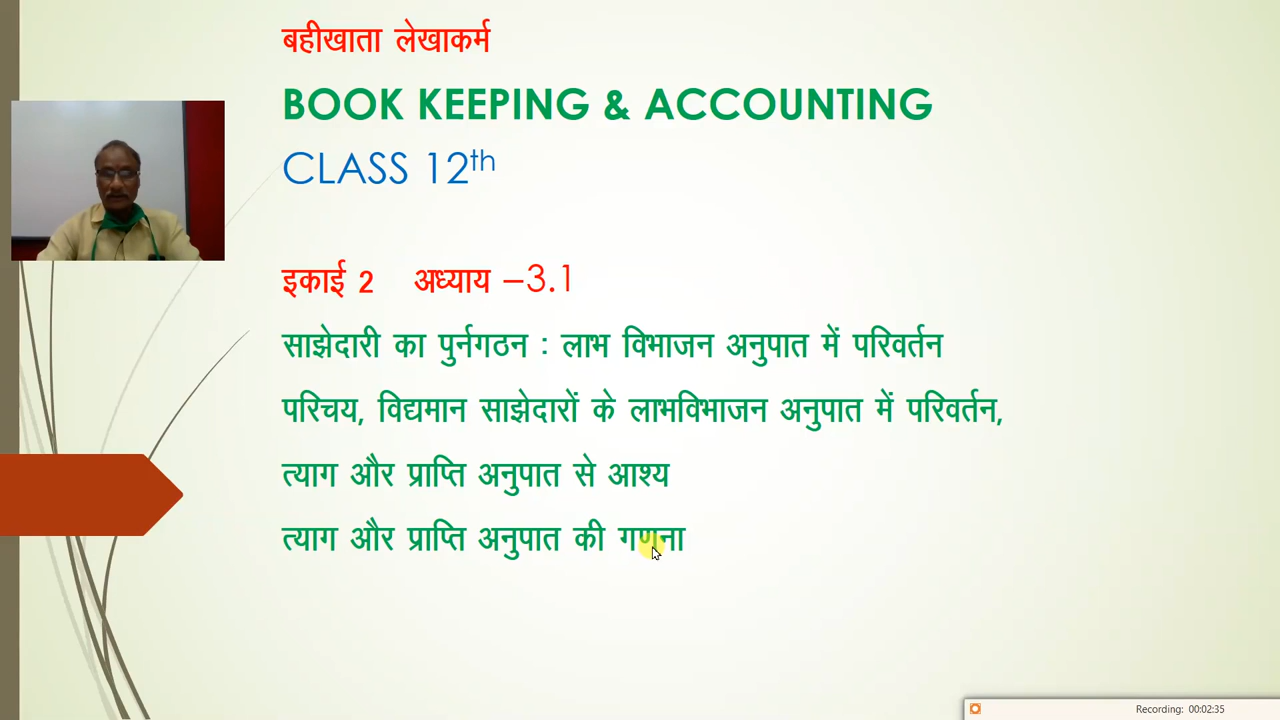 बहीखाता लेखाकर्म
BOOK KEEPING & ACCOUNTING
CLASS 12th
इकाई 2 अध्याय –3.1
साझेदारी का पुर्नगठन : लाभ विभाजन अनुपात में परिवर्तन
परिचय, विद्यमान साझेदारों के लाभविभाजन अनुपात में परिवर्तन,
त्याग और प्राप्ति अनुपात से आश्य
त्याग और प्राप्ति अनुपात की गणना
Recording: 00:02:35